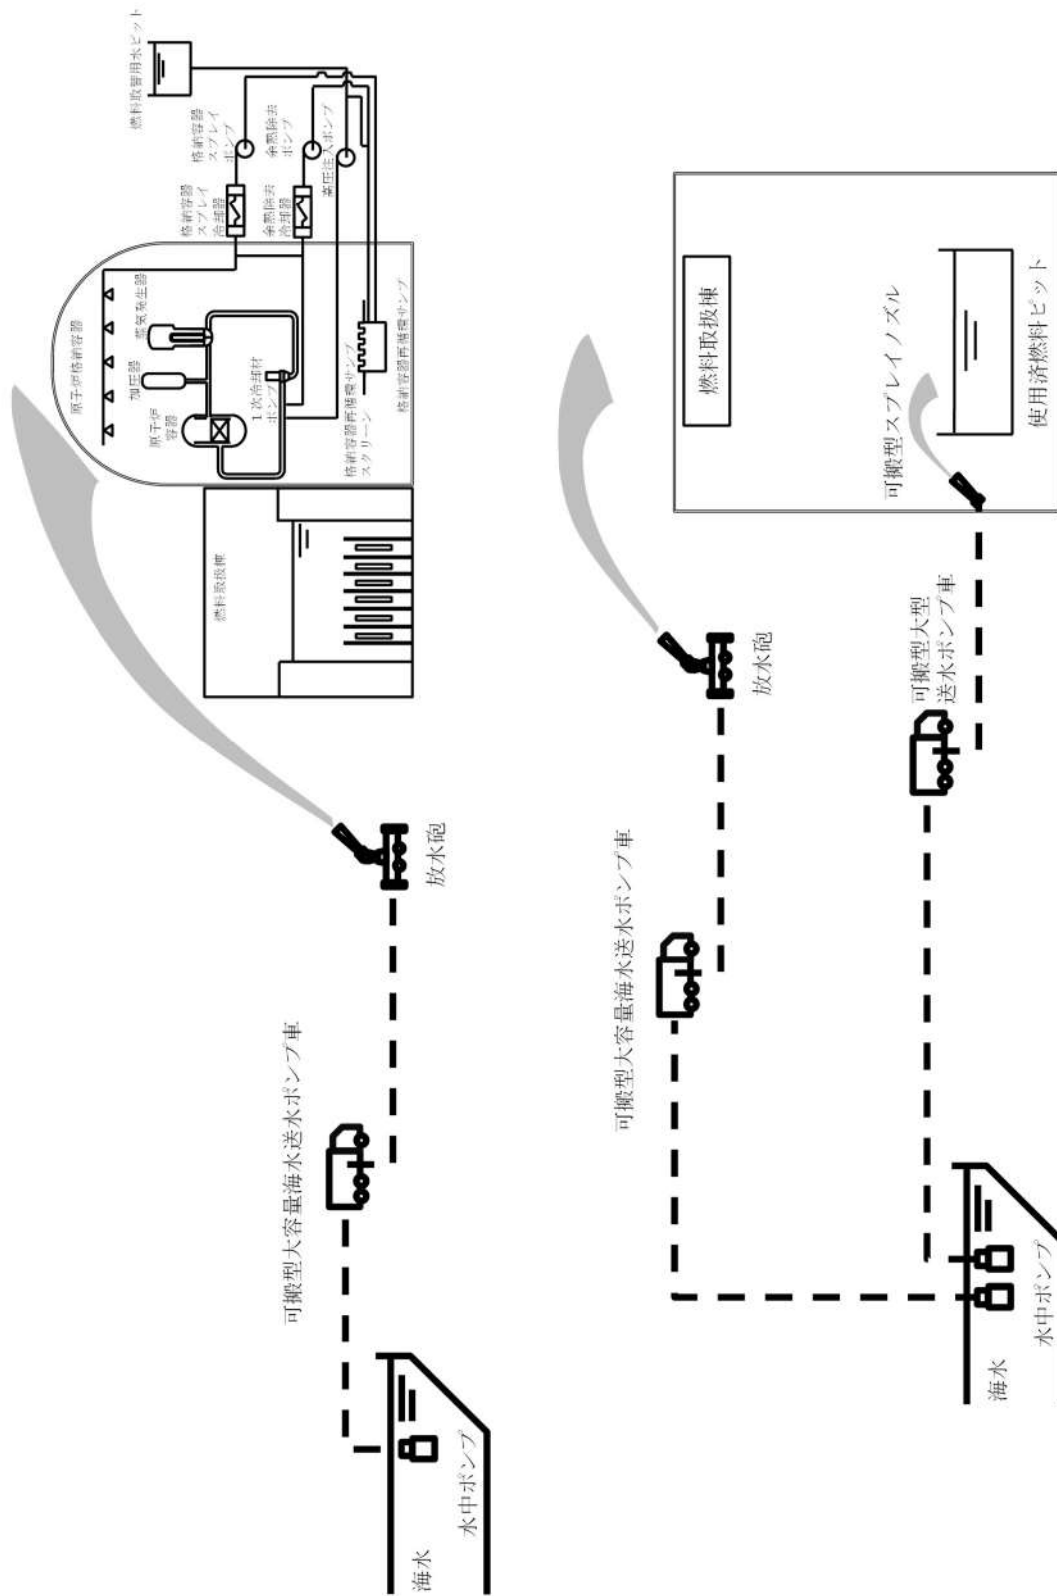 燃料取替用水ピット
格納容器
スプレイ
ポンプ
余熱除去
ポンプ
高圧注入ポンプ
格納容器
スプレイ
冷却器
余熱除去
冷却器
原子炉格納容器
蒸気発生器
加圧器
原子炉
容器
1次冷却材
ポンプ
格納容器再循環サンプ
スクリーン
格納容器再循環サンプ
燃料取扱棟
放水砲
可搬型大容量海水送水ポンプ車
海水
水中ポンプ
燃料取扱棟
可搬型スプレイノズル
使用済燃料ピット
放水砲
可搬型大型
送水ポンプ車
可搬型大容量海水送水ポンプ車
海水
水中ポンプ